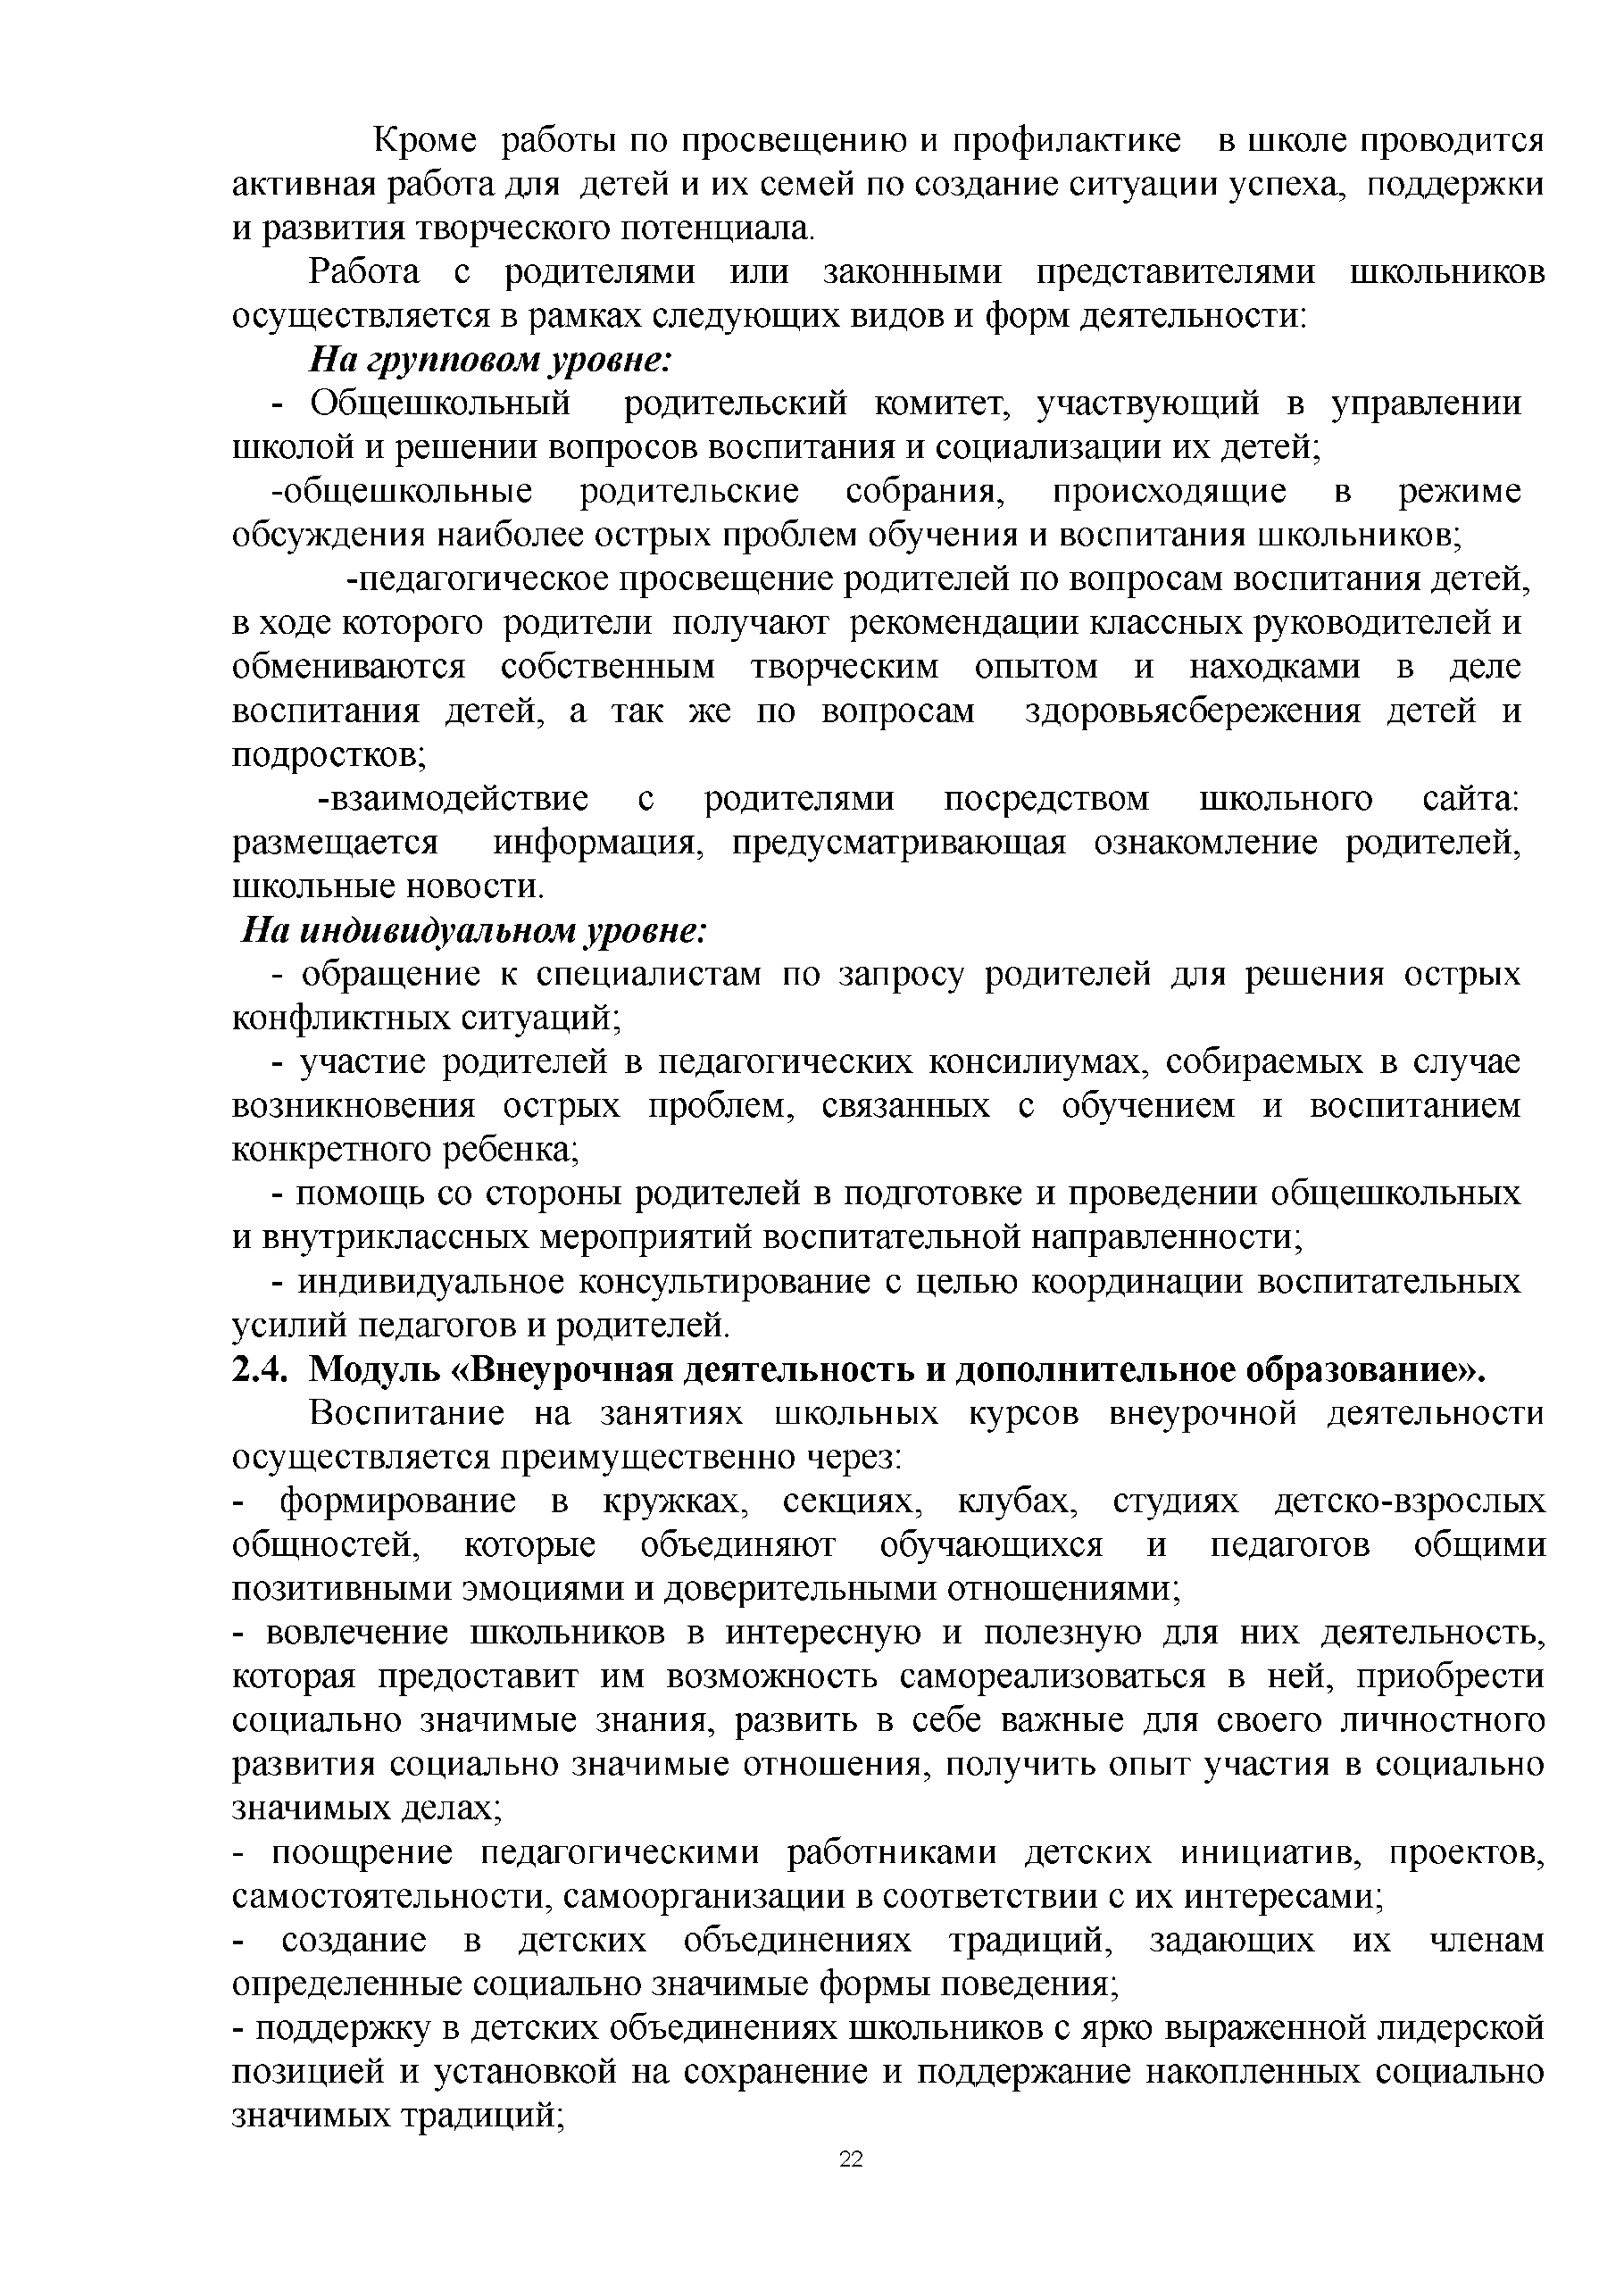 Кроме работы по просвещению и профилактике в школе проводится
активная работа для детей и их семей по создание ситуации успеха, поддержки
и развития творческого потенциала.
Работа с родителями или законными представителями школьников
осуществляется в рамках следующих видов и форм деятельности:
На групповом уровне:
- Общешкольный родительский комитет, участвующий в управлении
школой и решении вопросов воспитания и социализации их детей;
-общешкольные родительские собрания, происходящие в режиме
обсуждения наиболее острых проблем обучения и воспитания школьников;
-педагогическое просвещение родителей по вопросам воспитания детей,
в ходе которого родители получают рекомендации классных руководителей и
обмениваются собственным творческим опытом и находками в деле
воспитания детей, а так же по вопросам здоровьясбережения детей и
подростков;
-взаимодействие с родителями посредством школьного сайта:
размещается информация, предусматривающая ознакомление родителей,
школьные новости.
На индивидуальном уровне:
- обращение к специалистам по запросу родителей для решения острых
конфликтных ситуаций;
- участие родителей в педагогических консилиумах, собираемых в случае
возникновения острых проблем, связанных с обучением и воспитанием
конкретного ребенка;
- помощь со стороны родителей в подготовке и проведении общешкольных
и внутриклассных мероприятий воспитательной направленности;
- индивидуальное консультирование с целью координации воспитательных
усилий педагогов и родителей.
2.4. Модуль «Внеурочная деятельность и дополнительное образование».
Воспитание на занятиях школьных курсов внеурочной деятельности
осуществляется преимущественно через:
- формирование в кружках, секциях, клубах, студиях детско-взрослых
общностей, которые объединяют обучающихся и педагогов общими
позитивными эмоциями и доверительными отношениями;
- вовлечение школьников в интересную и полезную для них деятельность,
которая предоставит им возможность самореализоваться в ней, приобрести
социально значимые знания, развить в себе важные для своего личностного
развития социально значимые отношения, получить опыт участия в социально
значимых делах;
- поощрение педагогическими работниками детских инициатив, проектов,
самостоятельности, самоорганизации в соответствии с их интересами;
- создание в детских объединениях традиций, задающих их членам
определенные социально значимые формы поведения;
- поддержку в детских объединениях школьников с ярко выраженной лидерской
позицией и установкой на сохранение и поддержание накопленных социально
значимых традиций;
22